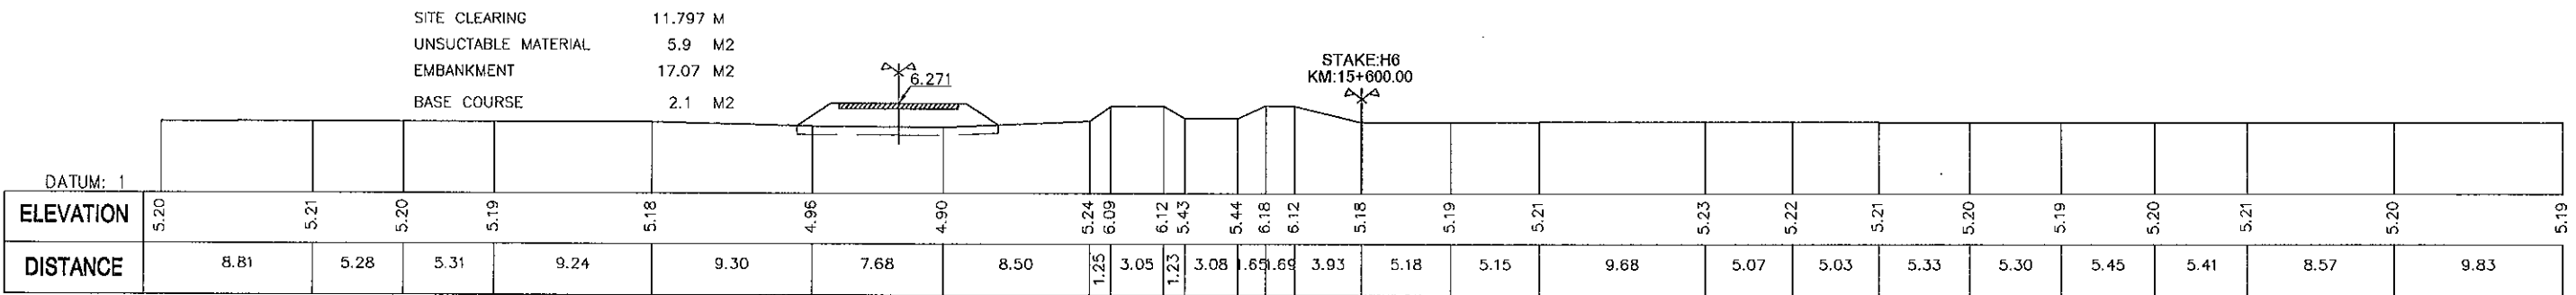 SITE CLEARING 11.797 M
UNSUCTABLE MATERIAL 5.9 M2
EMBANKMENT 17.07 M2
BASE COURSE 2.1 M2
6.271
STAKE:H6
KM:15+600.00
DATUM: 1
ELEVATION 5.20 5.21 5.20 5.19 5.18 4.96 4.90 5.24 6.09 6.12 5.43 5.44 6.18 6.12 5.18 5.19 5.21 5.23 5.22 5.21 5.20 5.19 5.20 5.21 5.20 5.19
DISTANCE 8.81 5.28 5.31 9.24 9.30 7.68 8.50 1.25 3.05 1.23 3.08 1.65 1.69 3.93 5.18 5.15 9.68 5.07 5.03 5.33 5.30 5.45 5.41 8.57 9.83